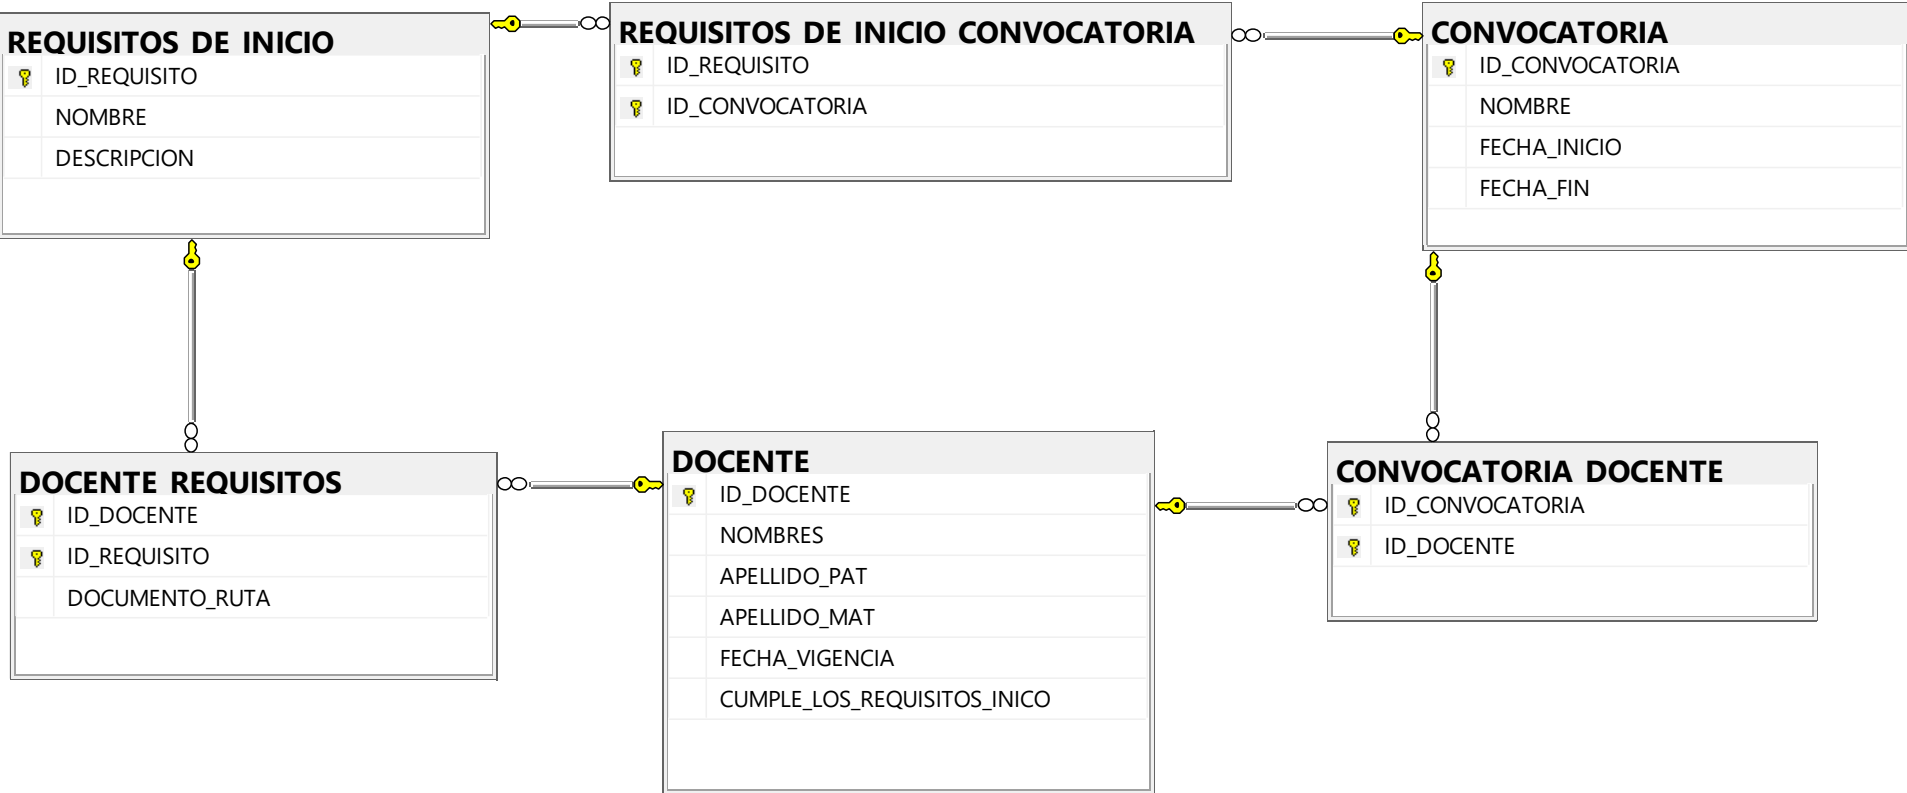 REQUISITOS DE INICIO
ID_REQUISITO
NOMBRE
DESCRIPCION
REQUISITOS DE INICIO CONVOCATORIA
ID_REQUISITO
ID_CONVOCATORIA
CONVOCATORIA
ID_CONVOCATORIA
NOMBRE
FECHA_INICIO
FECHA_FIN
DOCENTE REQUISITOS
ID_DOCENTE
ID_REQUISITO
DOCUMENTO_RUTA
DOCENTE
ID_DOCENTE
NOMBRES
APELLIDO_PAT
APELLIDO_MAT
FECHA_VIGENCIA
CUMPLE_LOS_REQUISITOS_INICO
CONVOCATORIA DOCENTE
ID_CONVOCATORIA
ID_DOCENTE